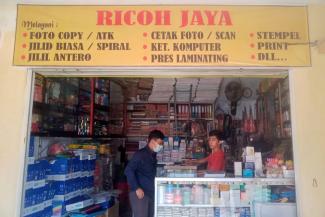 RICOH JAYA
Melayani :
• FOTO COPY / ATK
• JILID BIASA / SPIRAL
• JILIL ANTERO
• CETAK FOTO / SCAN
• KET. KOMPUTER
• PRES LAMINATING
• STEMPEL
• PRINT
• DLL...